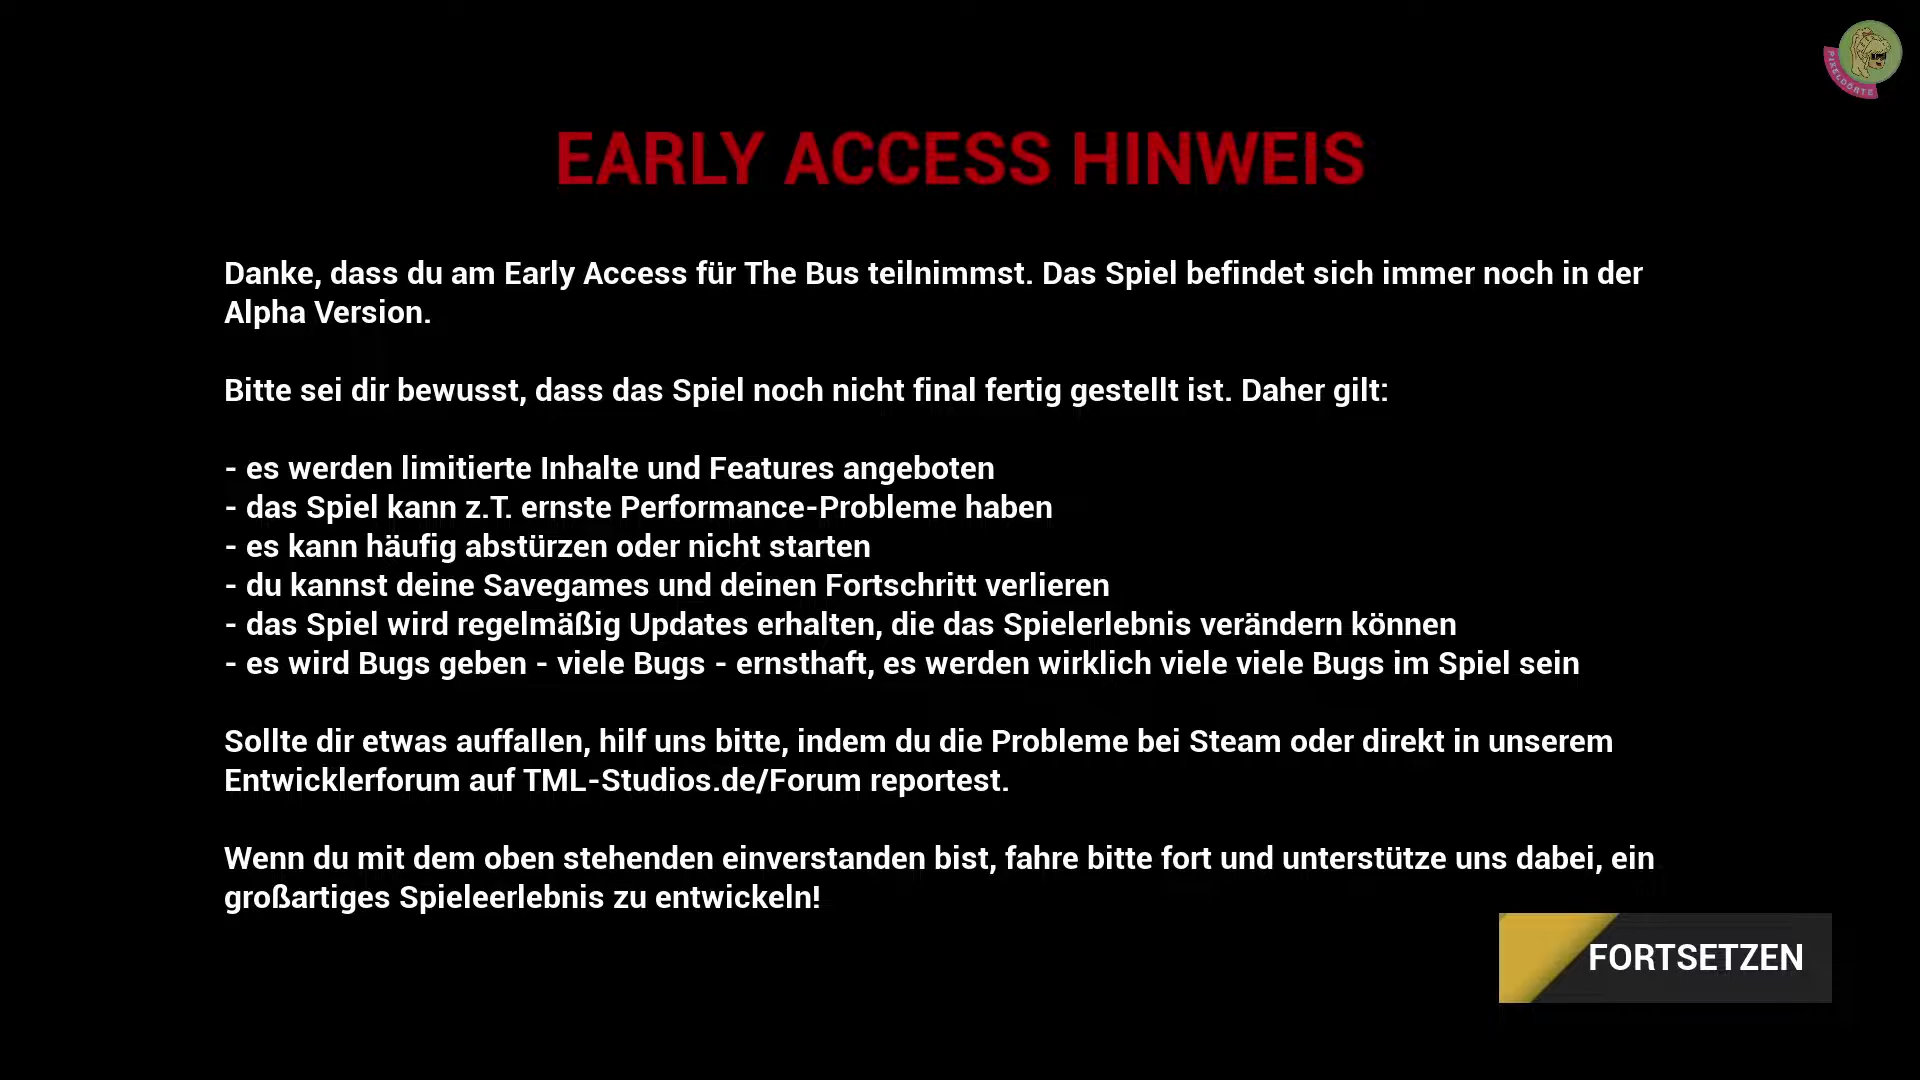 PIXELDÖRTE
EARLY ACCESS HINWEIS
Danke, dass du am Early Access für The Bus teilnimmst. Das Spiel befindet sich immer noch in der
Alpha Version.
Bitte sei dir bewusst, dass das Spiel noch nicht final fertig gestellt ist. Daher gilt:
- es werden limitierte Inhalte und Features angeboten
- das Spiel kann z.T. ernste Performance-Probleme haben
- es kann häufig abstürzen oder nicht starten
- du kannst deine Savegames und deinen Fortschritt verlieren
- das Spiel wird regelmäßig Updates erhalten, die das Spielerlebnis verändern können
- es wird Bugs geben - viele Bugs - ernsthaft, es werden wirklich viele viele Bugs im Spiel sein
Sollte dir etwas auffallen, hilf uns bitte, indem du die Probleme bei Steam oder direkt in unserem
Entwicklerforum auf TML-Studios.de/Forum reportest.
Wenn du mit dem oben stehenden einverstanden bist, fahre bitte fort und unterstütze uns dabei, ein
großartiges Spieleerlebnis zu entwickeln!
FORTSETZEN